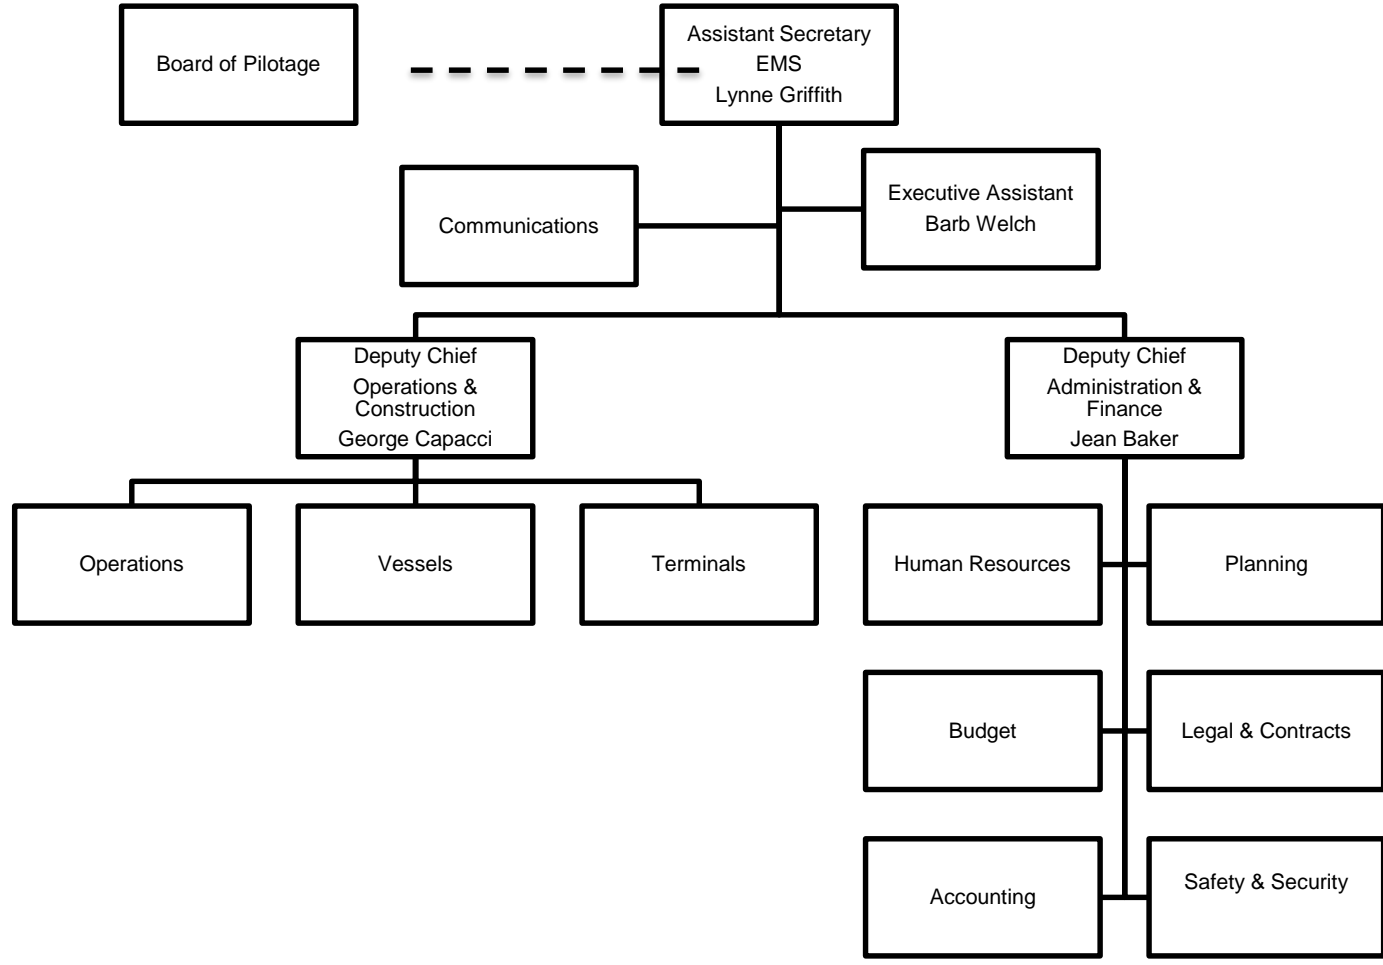 Board of Pilotage
Assistant Secretary
EMS
Lynne Griffith
Communications
Executive Assistant
Barb Welch
Deputy Chief
Operations &
Construction
George Capacci
Deputy Chief
Administration &
Finance
Jean Baker
Operations
Vessels
Terminals
Human Resources
Planning
Budget
Legal & Contracts
Accounting
Safety & Security